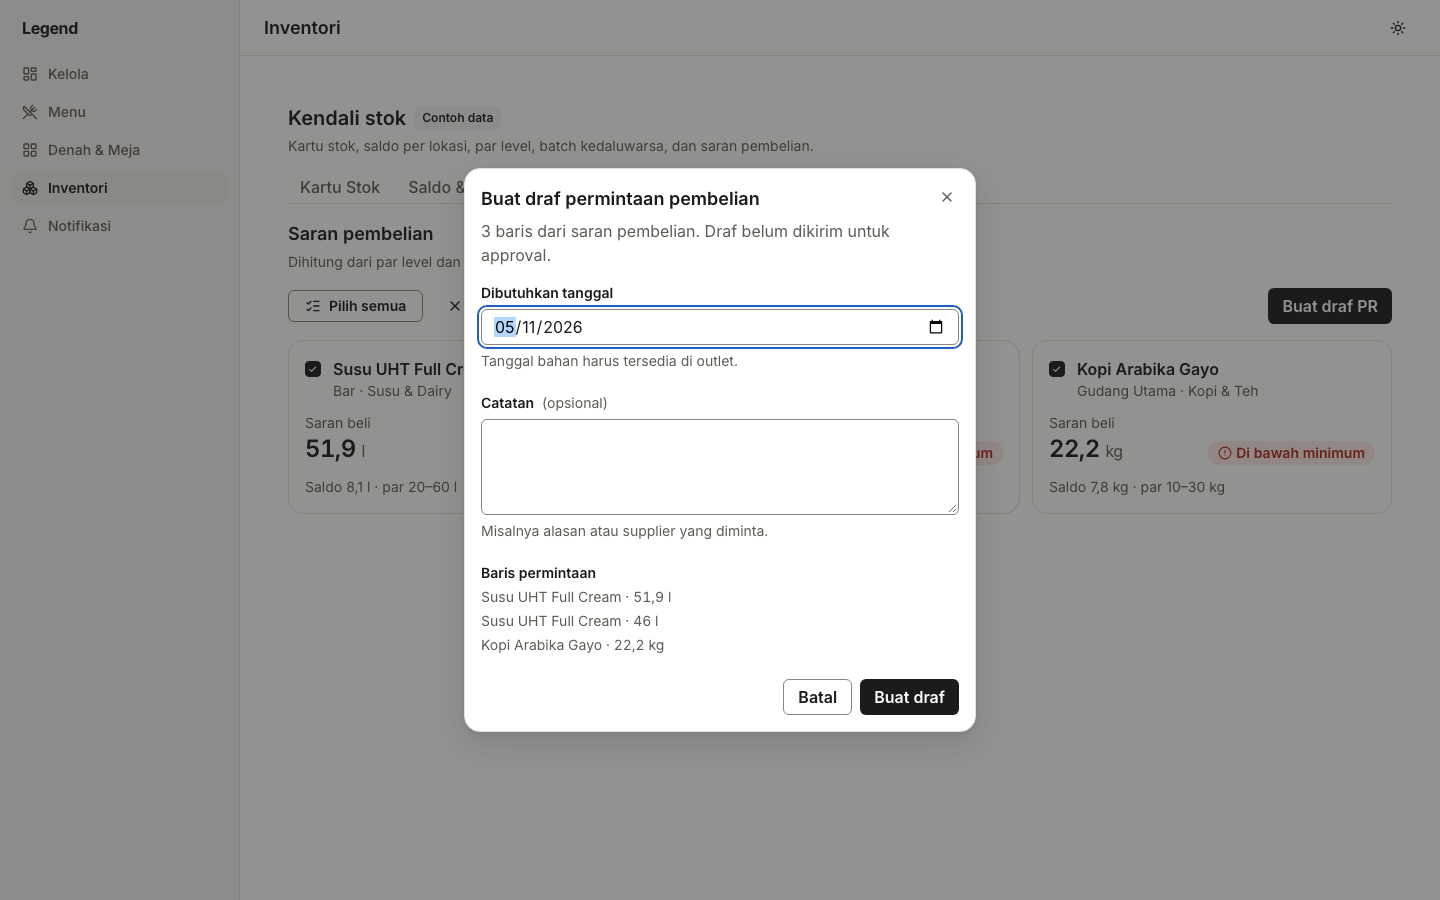 Legend
Inventori
Kelola
Menu
Denah & Meja
Inventori
Notifikasi
Kendali stok
Contoh data
Kartu stok, saldo per lokasi, par level, batch kedaluwarsa, dan saran pembelian.
Kartu Stok
Saldo &
Saran pembelian
Dihitung dari par level dan
Pilih semua
Buat draf PR
Susu UHT Full Cr
Bar · Susu & Dairy
Saran beli
51,9 l
Saldo 8,1 l · par 20–60 l
Kopi Arabika Gayo
Gudang Utama · Kopi & Teh
Saran beli
22,2 kg
Di bawah minimum
Saldo 7,8 kg · par 10–30 kg
Buat draf permintaan pembelian
3 baris dari saran pembelian. Draf belum dikirim untuk
approval.
Dibutuhkan tanggal
05/11/2026
Tanggal bahan harus tersedia di outlet.
Catatan (opsional)
Misalnya alasan atau supplier yang diminta.
Baris permintaan
Susu UHT Full Cream · 51,9 l
Susu UHT Full Cream · 46 l
Kopi Arabika Gayo · 22,2 kg
Batal
Buat draf